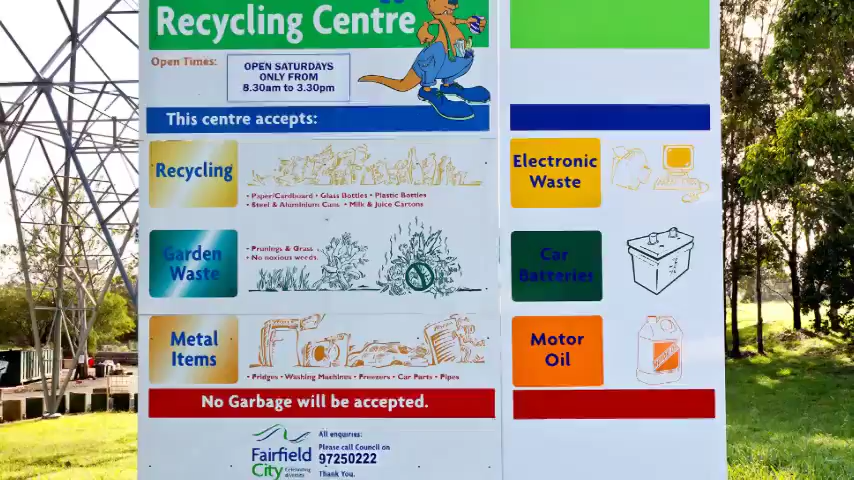 Recycling Centre
Open Times:
OPEN SATURDAYS
ONLY FROM
8.30am to 3.30pm
This centre accepts:
Recycling
• Paper/Cardboard • Glass Bottles • Plastic Bottles
• Steel & Aluminium Cans • Milk & Juice Cartons
Garden
Waste
• Prunings & Grass
• No noxious weeds.
Metal
Items
• Fridges • Washing Machines • Freezers • Car Parts • Pipes
No Garbage will be accepted.
Fairfield
City
Celebrating
diversity
All enquiries:
Please call Council on
97250222
Thank You.
Electronic
Waste
Car
Batteries
Motor
Oil